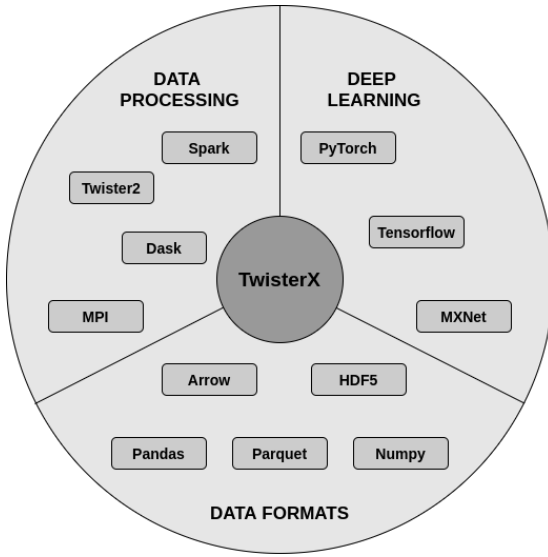 DATA
PROCESSING
Spark
Twister2
Dask
MPI
DEEP
LEARNING
PyTorch
Tensorflow
MXNet
TwisterX
Arrow
HDF5
Pandas
Parquet
Numpy
DATA FORMATS